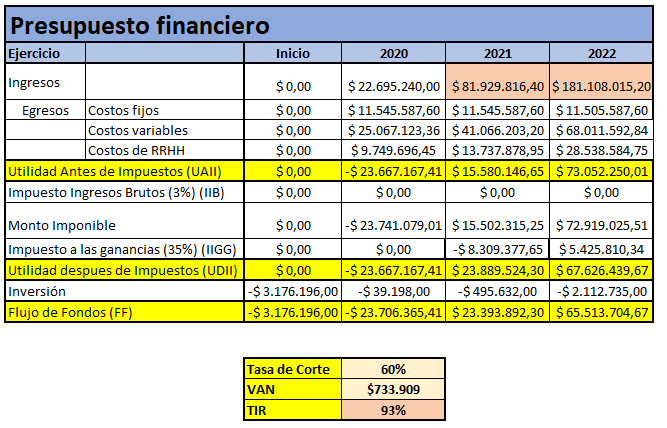 Presupuesto financiero
Ejercicio Inicio 2020 2021 2022
Ingresos $ 0,00 $ 22.695.240,00 $ 81.929.816,40 $ 181.108.015,20
Egresos Costos fijos $ 0,00 $ 11.545.587,60 $ 11.545.587,60 $ 11.505.587,60
Costos variables $ 0,00 $ 25.067.123,36 $ 41.066.203,20 $ 68.011.592,84
Costos de RRHH $ 0,00 $ 9.749.696,45 $ 13.737.878,95 $ 28.538.584,75
Utilidad Antes de Impuestos (UAII) $ 0,00 -$ 23.667.167,41 $ 15.580.146,65 $ 73.052.250,01
Impuesto Ingresos Brutos (3%) (IIB) $ 0,00 $ 0,00 $ 0,00 $ 0,00
Monto Imponible $ 0,00 -$ 23.741.079,01 $ 15.502.315,25 $ 72.919.025,51
Impuesto a las ganancias (35%) (IIGG) $ 0,00 $ 0,00 -$ 8.309.377,65 $ 5.425.810,34
Utilidad despues de Impuestos (UDII) $ 0,00 -$ 23.667.167,41 $ 23.889.524,30 $ 67.626.439,67
Inversión -$ 3.176.196,00 -$ 39.198,00 -$ 495.632,00 -$ 2.112.735,00
Flujo de Fondos (FF) -$ 3.176.196,00 -$ 23.706.365,41 $ 23.393.892,30 $ 65.513.704,67
Tasa de Corte 60%
VAN $733.909
TIR 93%